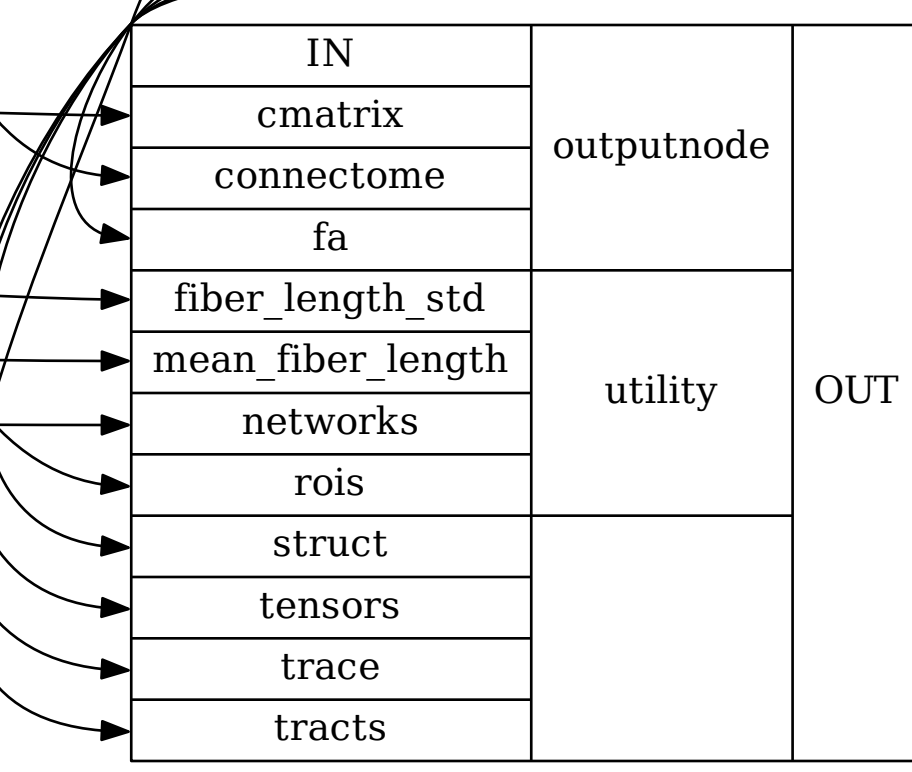 IN
cmatrix
connectome
fa
fiber_length_std
mean_fiber_length
networks
rois
struct
tensors
trace
tracts
outputnode
utility
OUT